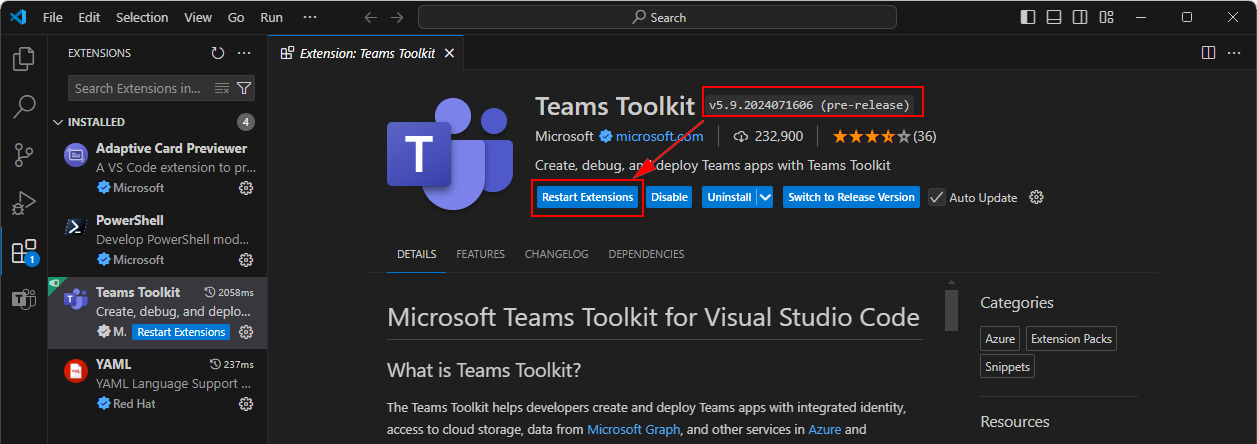 File Edit Selection View Go Run ···
Search
EXTENSIONS ···
Search Extensions in...
INSTALLED 4
Adaptive Card Previewer
A VS Code extension to pr...
Microsoft
PowerShell
Develop PowerShell mod...
Microsoft
1
Teams Toolkit 2058ms
Create, debug, and deplo...
M. Restart Extensions
YAML 237ms
YAML Language Support ...
Red Hat
Extension: Teams Toolkit
···
T
Teams Toolkit v5.9.2024071606 (pre-release)
Microsoft microsoft.com 232,900 (36)
Create, debug, and deploy Teams apps with Teams Toolkit
Restart Extensions Disable Uninstall Switch to Release Version Auto Update
DETAILS FEATURES CHANGELOG DEPENDENCIES
Microsoft Teams Toolkit for Visual Studio Code
What is Teams Toolkit?
The Teams Toolkit helps developers create and deploy Teams apps with integrated identity,
access to cloud storage, data from Microsoft Graph, and other services in Azure and
Categories
Azure Extension Packs
Snippets
Resources